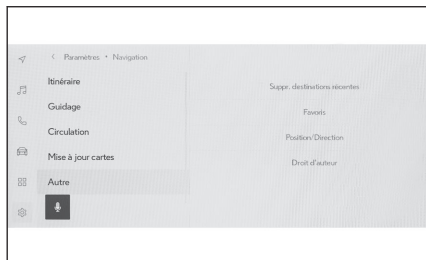 < Paramètres • Navigation
Itinéraire
Guidage
Circulation
Mise à jour cartes
Autre
Suppr. destinations récentes
Favoris
Position/Direction
Droit d'auteur